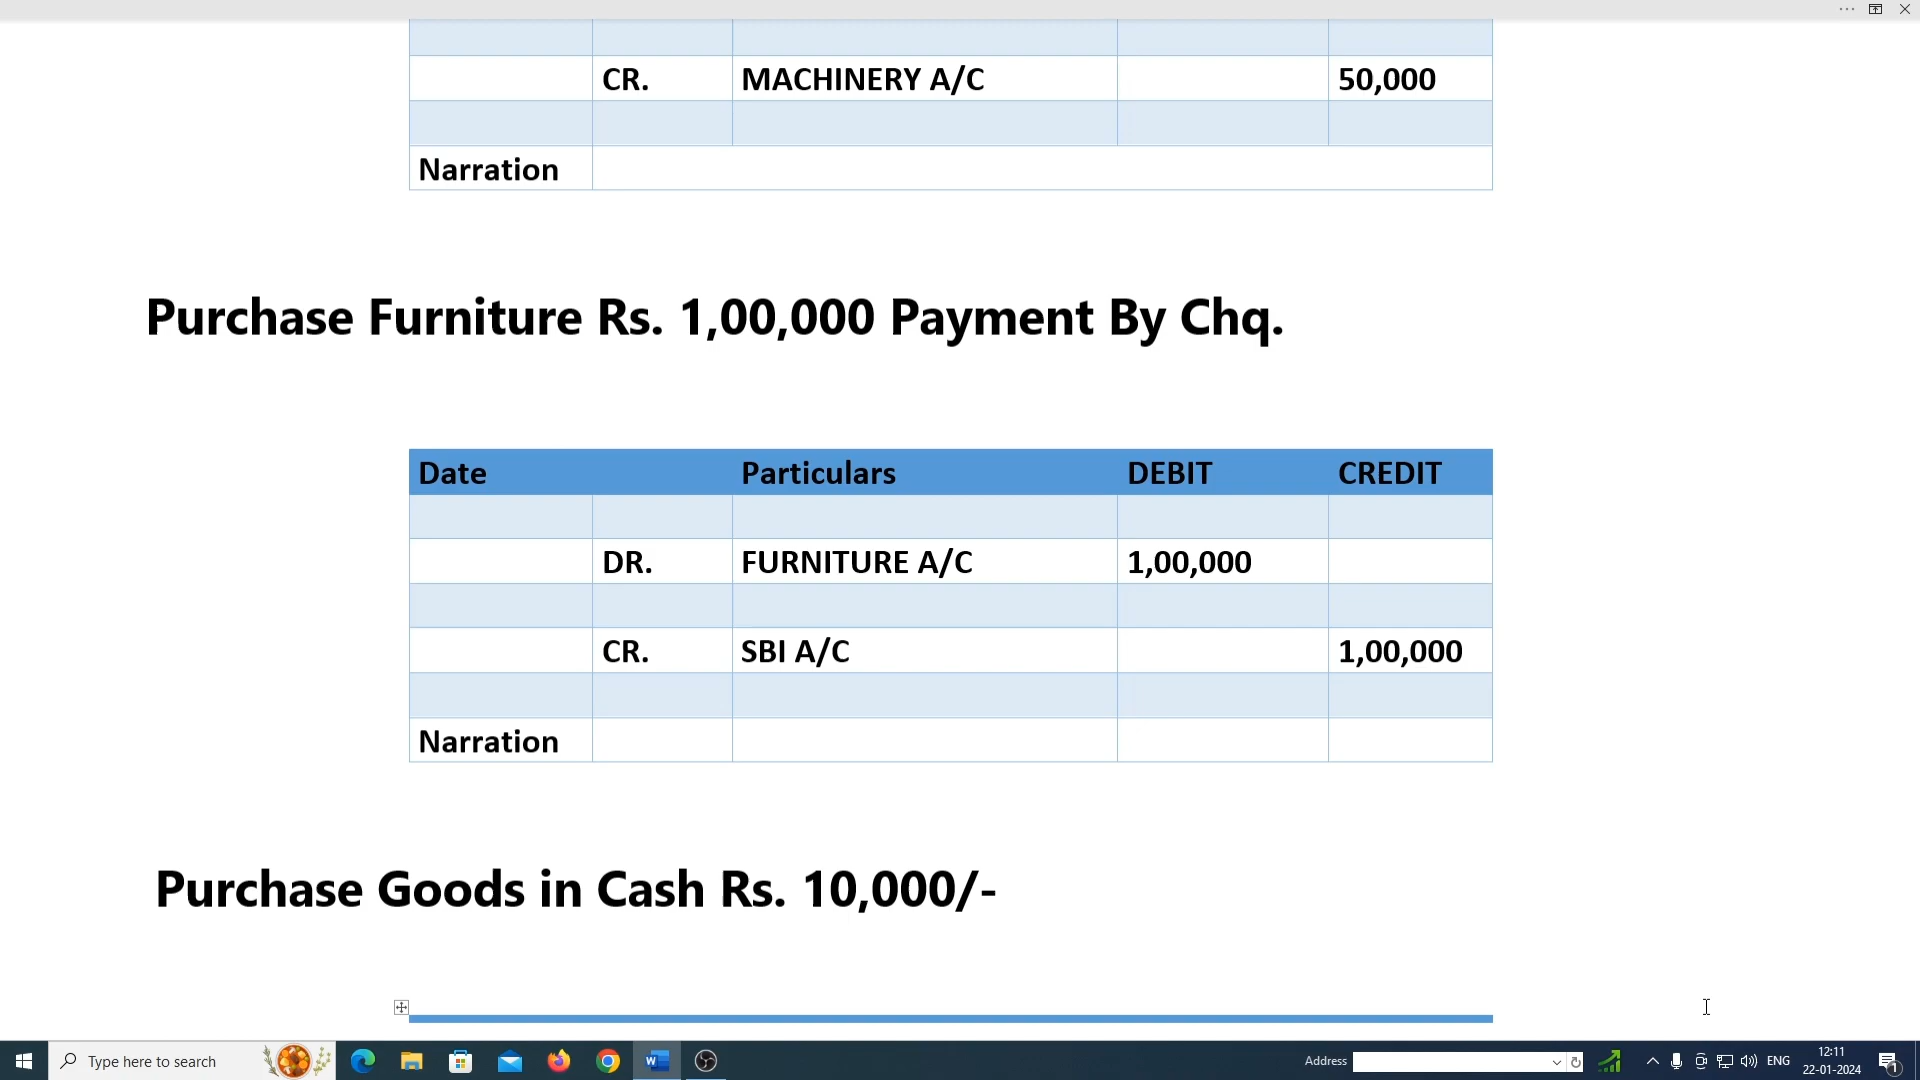 CR. MACHINERY A/C 50,000
Narration
Purchase Furniture Rs. 1,00,000 Payment By Chq.
Date Particulars DEBIT CREDIT
DR. FURNITURE A/C 1,00,000
CR. SBI A/C 1,00,000
Narration
Purchase Goods in Cash Rs. 10,000/-
Type here to search Address ENG 12:11
22-01-2024 1